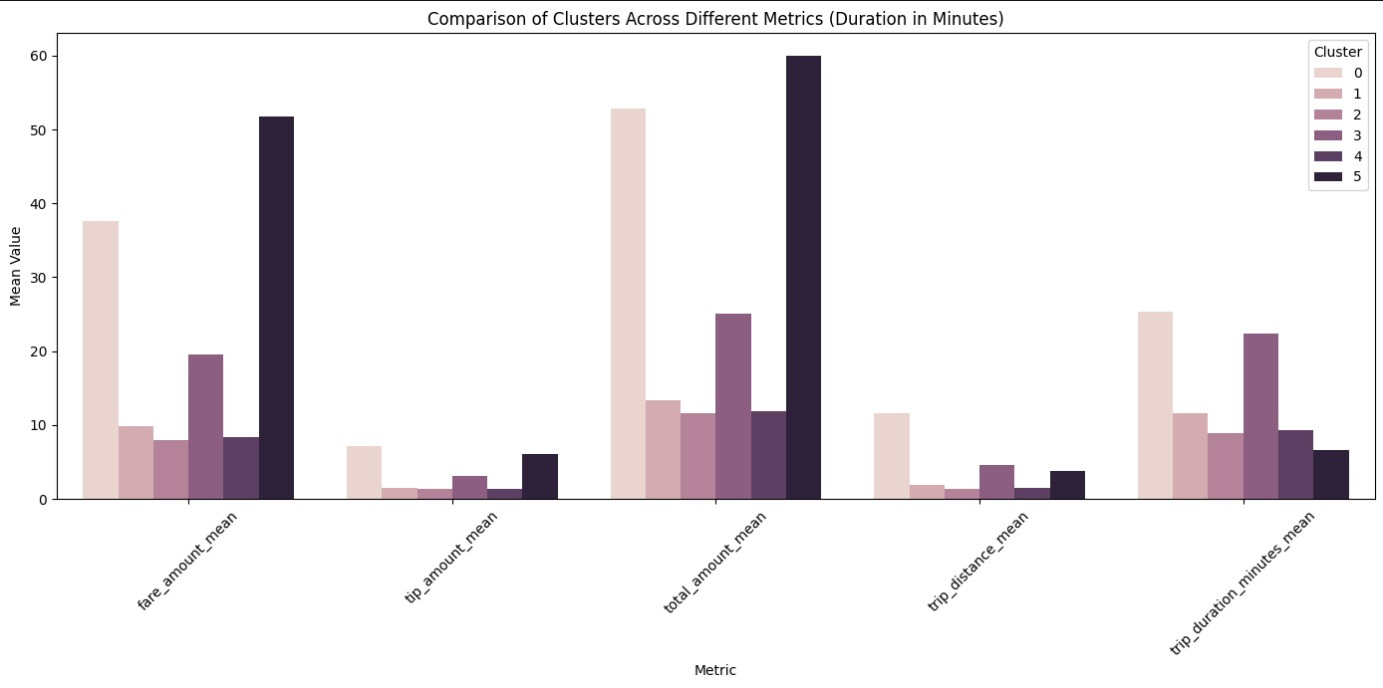 Comparison of Clusters Across Different Metrics (Duration in Minutes)
Mean Value
60
50
40
30
20
10
0
Cluster
0
1
2
3
4
5
fare_amount_mean
tip_amount_mean
total_amount_mean
trip_distance_mean
trip_duration_minutes_mean
Metric